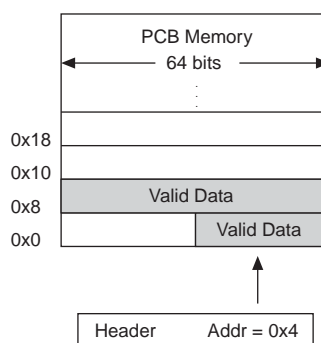 PCB Memory
64 bits
0x18
0x10
Valid Data
0x8
Valid Data
0x0
Header Addr = 0x4